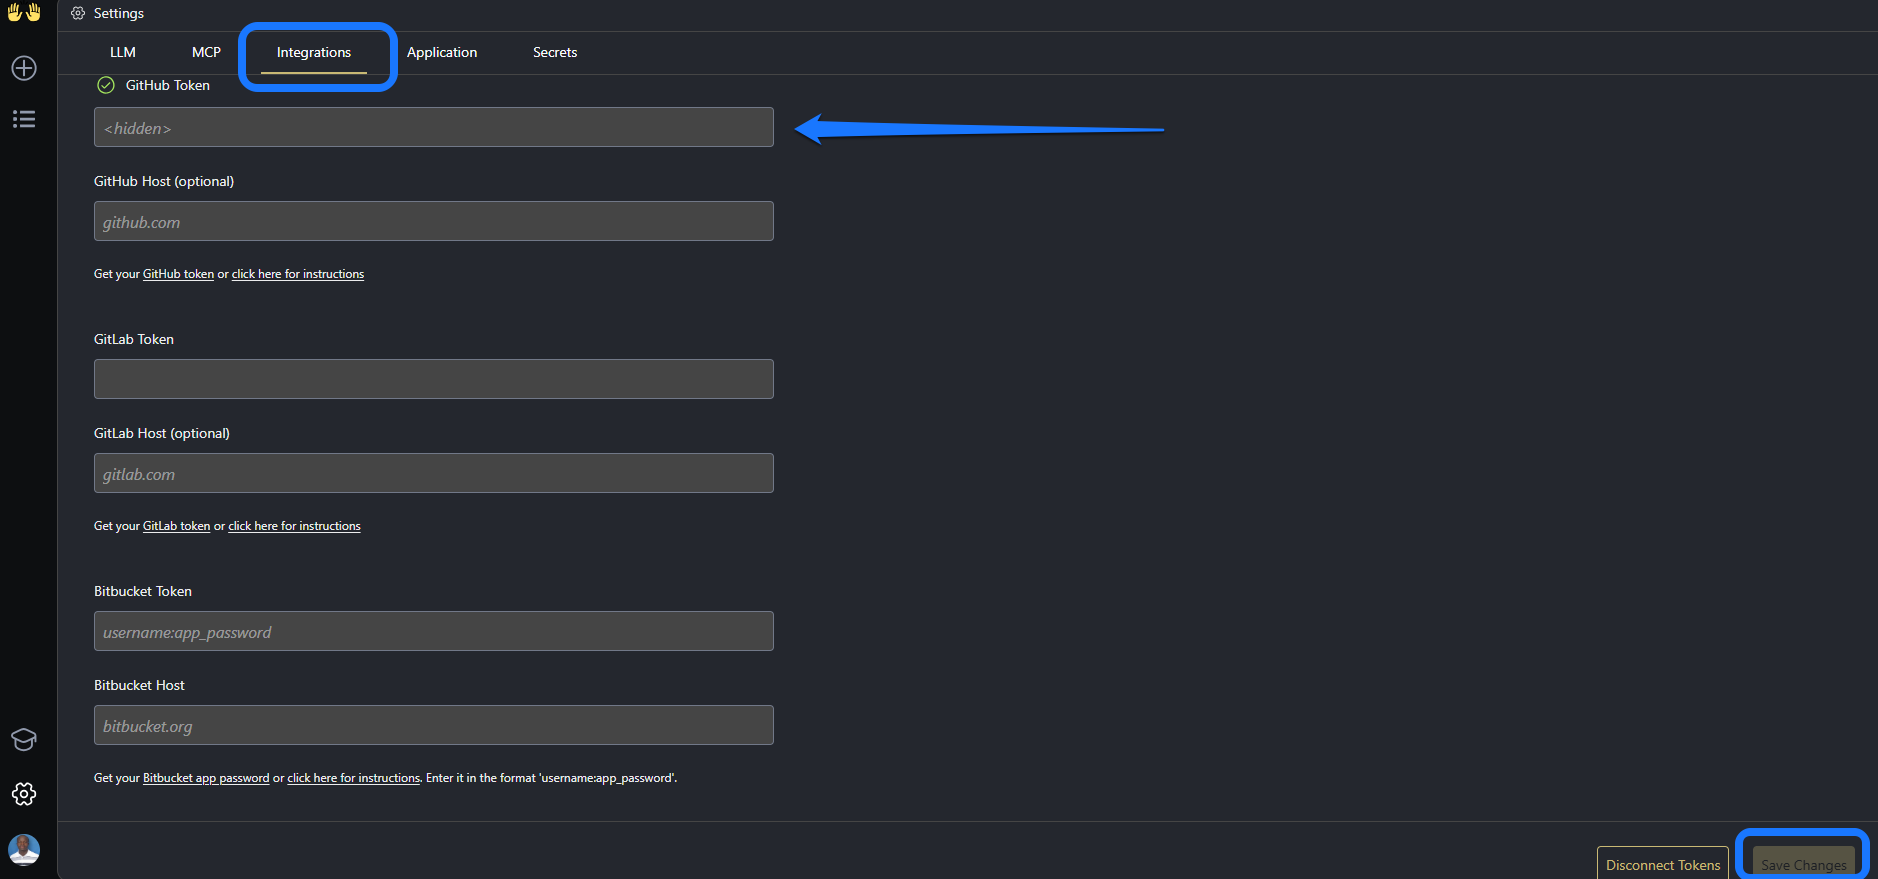 Settings
LLM MCP Integrations Application Secrets
GitHub Token
<hidden>
GitHub Host (optional)
github.com
Get your GitHub token or click here for instructions
GitLab Token
GitLab Host (optional)
gitlab.com
Get your GitLab token or click here for instructions
Bitbucket Token
username:app_password
Bitbucket Host
bitbucket.org
Get your Bitbucket app password or click here for instructions. Enter it in the format 'username:app_password'.
Disconnect Tokens Save Changes